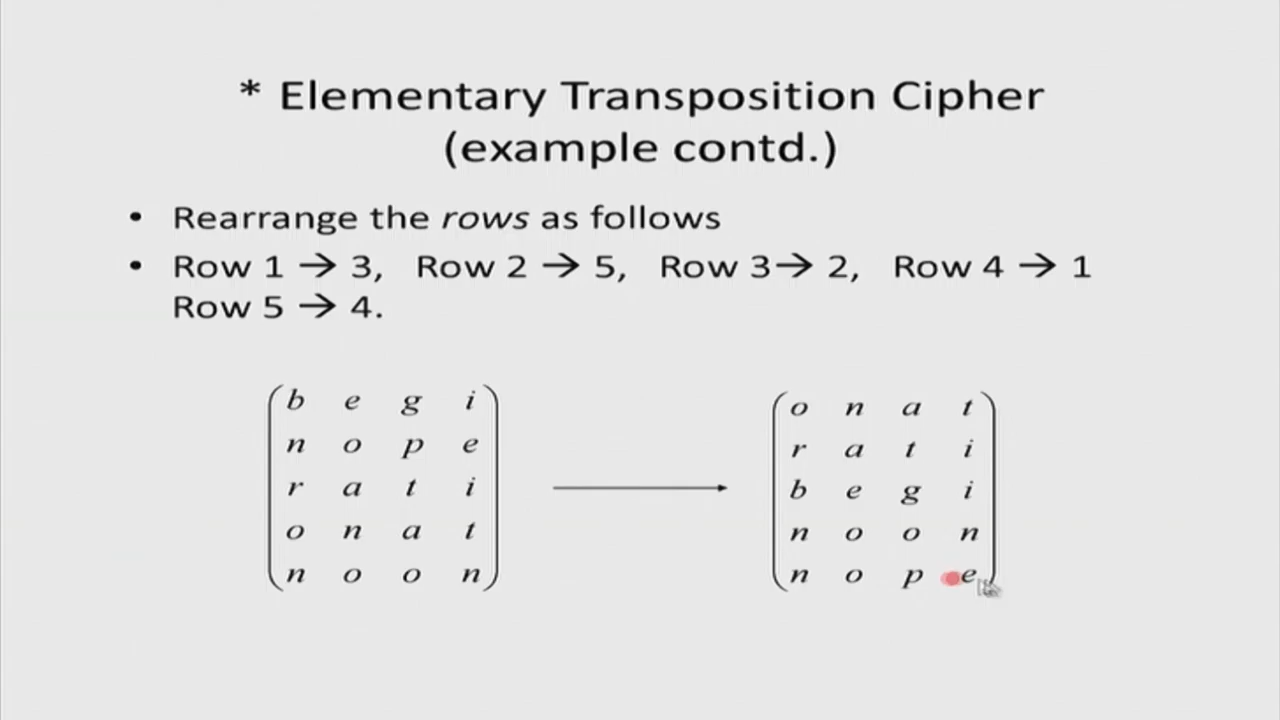 * Elementary Transposition Cipher
(example contd.)
• Rearrange the rows as follows
• Row 1 → 3, Row 2 → 5, Row 3→ 2, Row 4 → 1
Row 5 → 4.
b e g i
n o p e
r a t i
o n a t
n o o n
o n a t
r a t i
b e g i
n o o n
n o p e